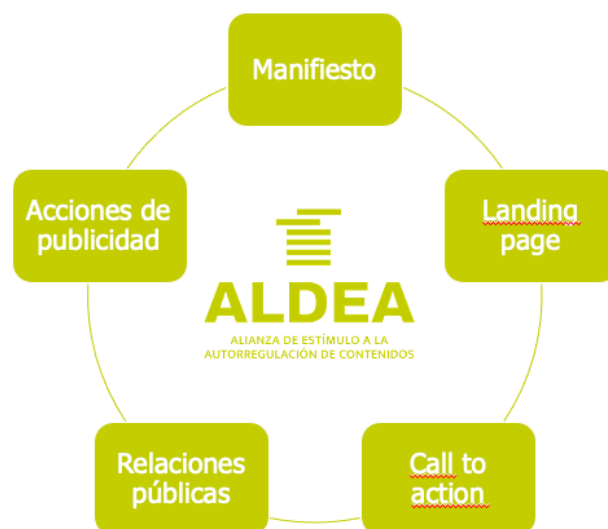 Manifiesto
Landing
page
Call to
action
Relaciones
públicas
Acciones de
publicidad
ALDEA
ALIANZA DE ESTÍMULO A LA
AUTORREGULACIÓN DE CONTENIDOS